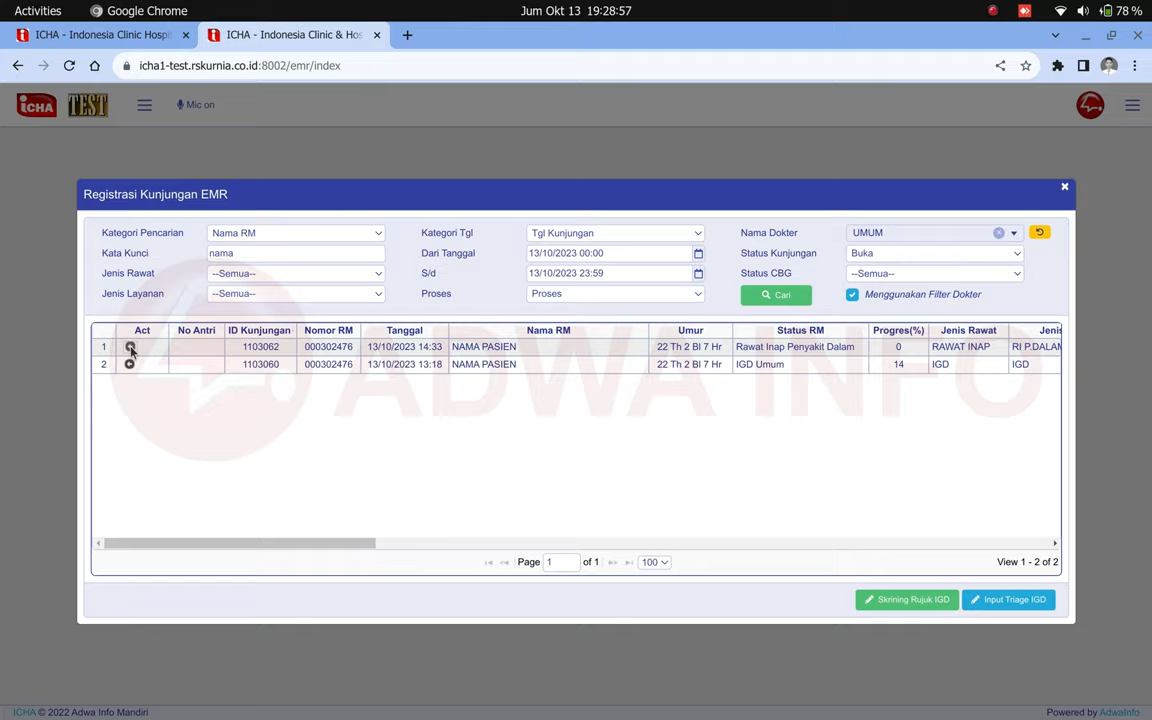 Activities Google Chrome Jum Okt 13 19:28:57 78 %
ICHA - Indonesia Clinic Hospi ICHA - Indonesia Clinic & Hos
icha1-test.rskurnia.co.id:8002/emr/index
iCHA TEST Mic on
Registrasi Kunjungan EMR
Kategori Pencarian Nama RM Kategori Tgl Tgl Kunjungan Nama Dokter UMUM
Kata Kunci nama Dari Tanggal 13/10/2023 00:00 Status Kunjungan Buka
Jenis Rawat --Semua-- S/d 13/10/2023 23:59 Status CBG --Semua--
Jenis Layanan --Semua-- Proses Proses Cari Menggunakan Filter Dokter
Act No Antri ID Kunjungan Nomor RM Tanggal Nama RM Umur Status RM Progres(%) Jenis Rawat Jenis
1 1103062 000302476 13/10/2023 14:33 NAMA PASIEN 22 Th 2 Bl 7 Hr Rawat Inap Penyakit Dalam 0 RAWAT INAP RI P.DALAM
2 1103060 000302476 13/10/2023 13:18 NAMA PASIEN 22 Th 2 Bl 7 Hr IGD Umum 14 IGD IGD
ADWA INFO
Page 1 of 1 100 View 1 - 2 of 2
Skrining Rujuk IGD Input Triage IGD
ICHA © 2022 Adwa Info Mandiri Powered by AdwaInfo